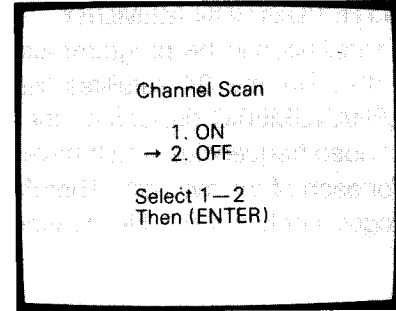 Channel Scan
1. ON
→ 2. OFF
Select 1—2
Then (ENTER)